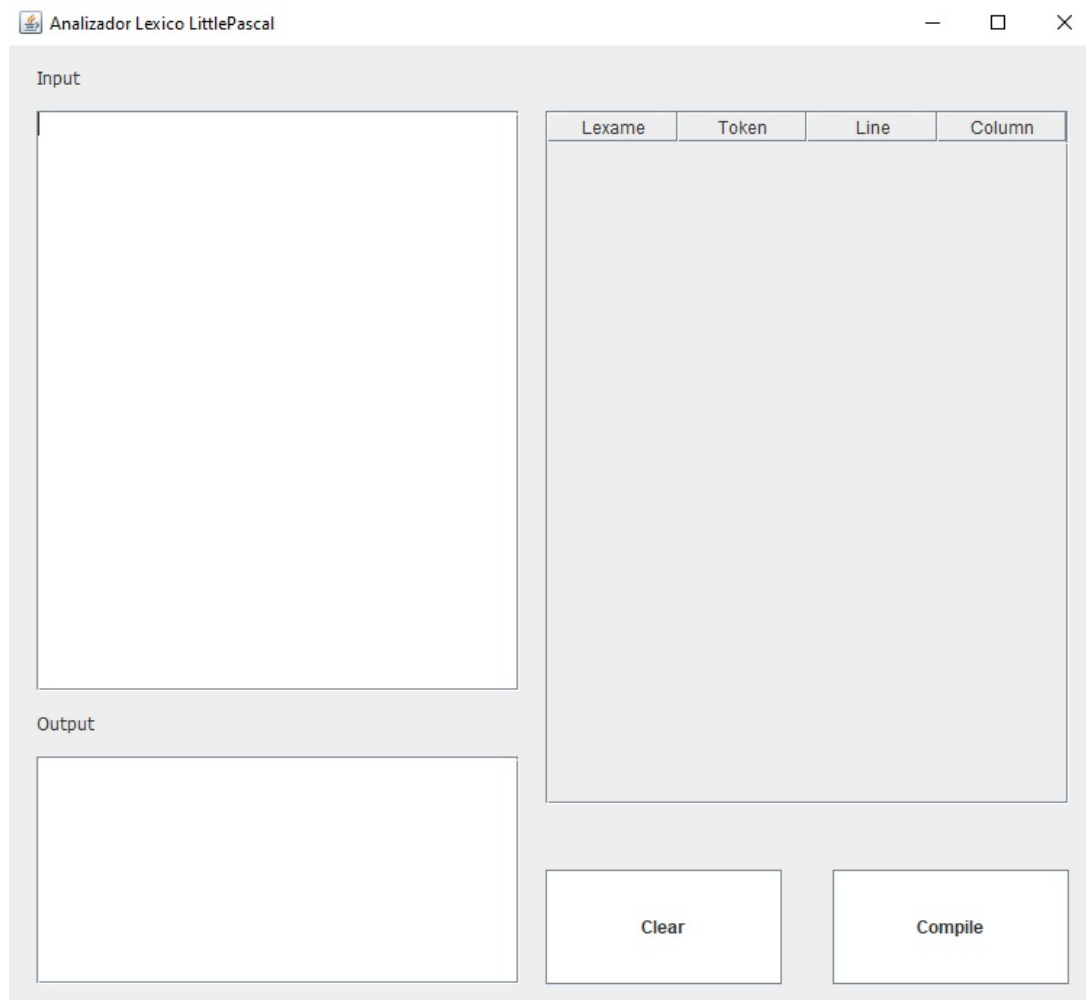 Analizador Lexico LittlePascal
Input
Lexame Token Line Column
Output
Clear Compile